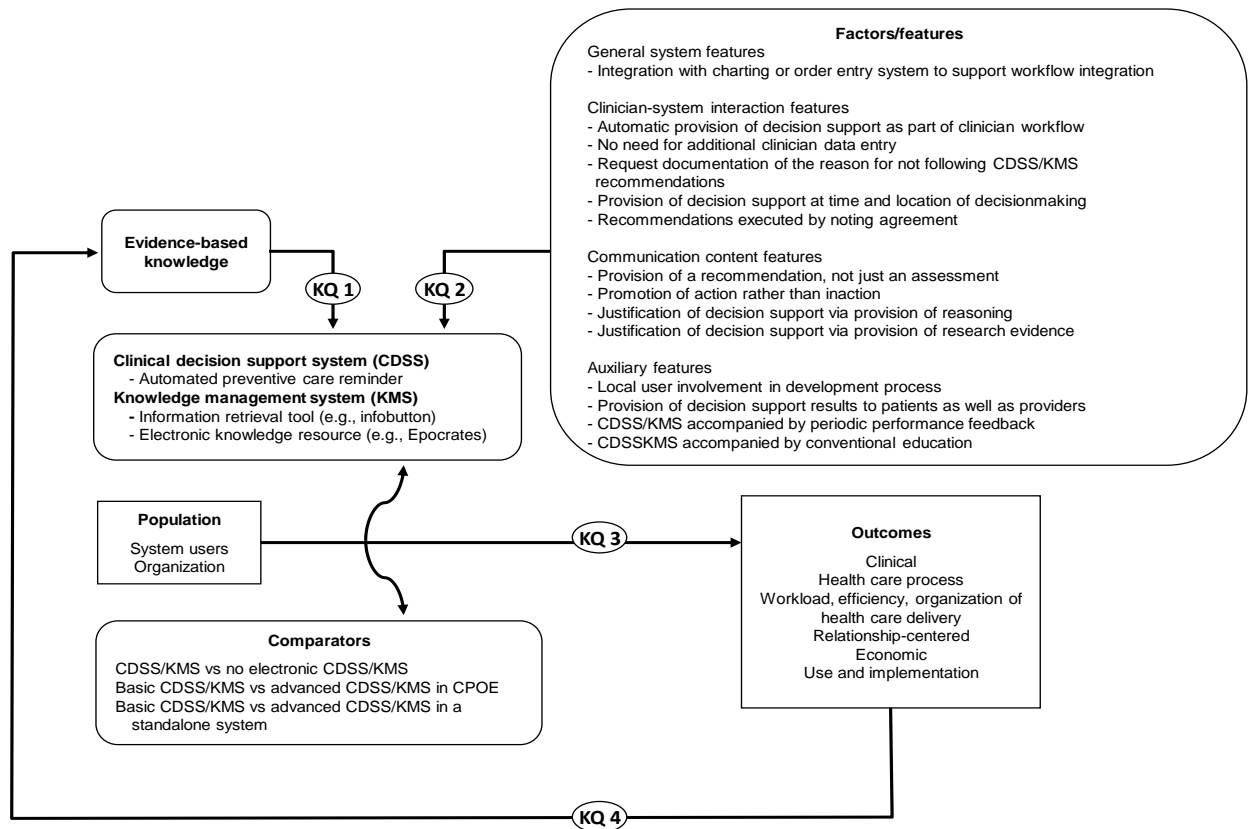 Factors/features
General system features
- Integration with charting or order entry system to support workflow integration
Clinician-system interaction features
- Automatic provision of decision support as part of clinician workflow
- No need for additional clinician data entry
- Request documentation of the reason for not following CDSS/KMS
recommendations
- Provision of decision support at time and location of decisionmaking
- Recommendations executed by noting agreement
Communication content features
- Provision of a recommendation, not just an assessment
- Promotion of action rather than inaction
- Justification of decision support via provision of reasoning
- Justification of decision support via provision of research evidence
Auxiliary features
- Local user involvement in development process
- Provision of decision support results to patients as well as providers
- CDSS/KMS accompanied by periodic performance feedback
- CDSSKMS accompanied by conventional education
Evidence-based
knowledge
KQ 1
KQ 2
Clinical decision support system (CDSS)
- Automated preventive care reminder
Knowledge management system (KMS)
- Information retrieval tool (e.g., infobutton)
- Electronic knowledge resource (e.g., Epocrates)
Population
System users
Organization
KQ 3
Outcomes
Clinical
Health care process
Workload, efficiency, organization of
health care delivery
Relationship-centered
Economic
Use and implementation
Comparators
CDSS/KMS vs no electronic CDSS/KMS
Basic CDSS/KMS vs advanced CDSS/KMS in CPOE
Basic CDSS/KMS vs advanced CDSS/KMS in a
standalone system
KQ 4